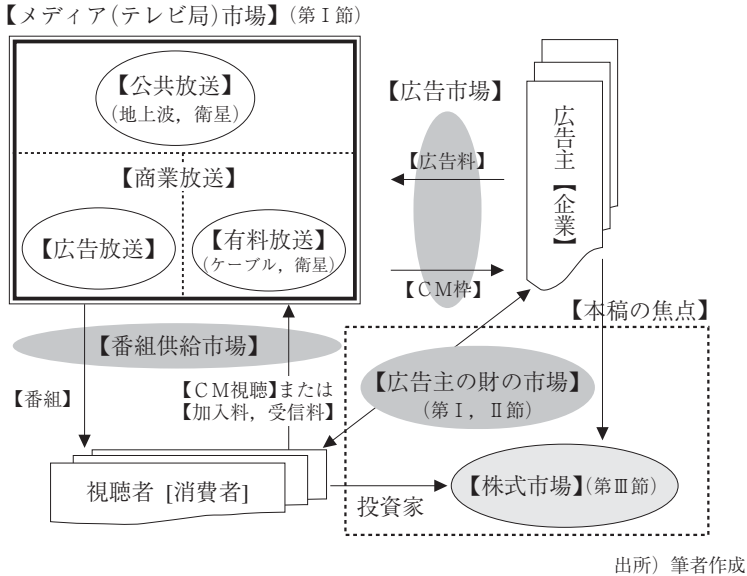 【メディア(テレビ局)市場】(第Ⅰ節)
【公共放送】
(地上波，衛星)
【商業放送】
【広告放送】
【有料放送】
(ケーブル，衛星)
【広告市場】
【広告料】
【ＣＭ枠】
広告主【企業】
【本稿の焦点】
【番組供給市場】
【番組】
【ＣＭ視聴】または
【加入料，受信料】
【広告主の財の市場】
(第Ⅰ，Ⅱ節)
視聴者 [消費者]
投資家
【株式市場】(第Ⅲ節)
出所）筆者作成